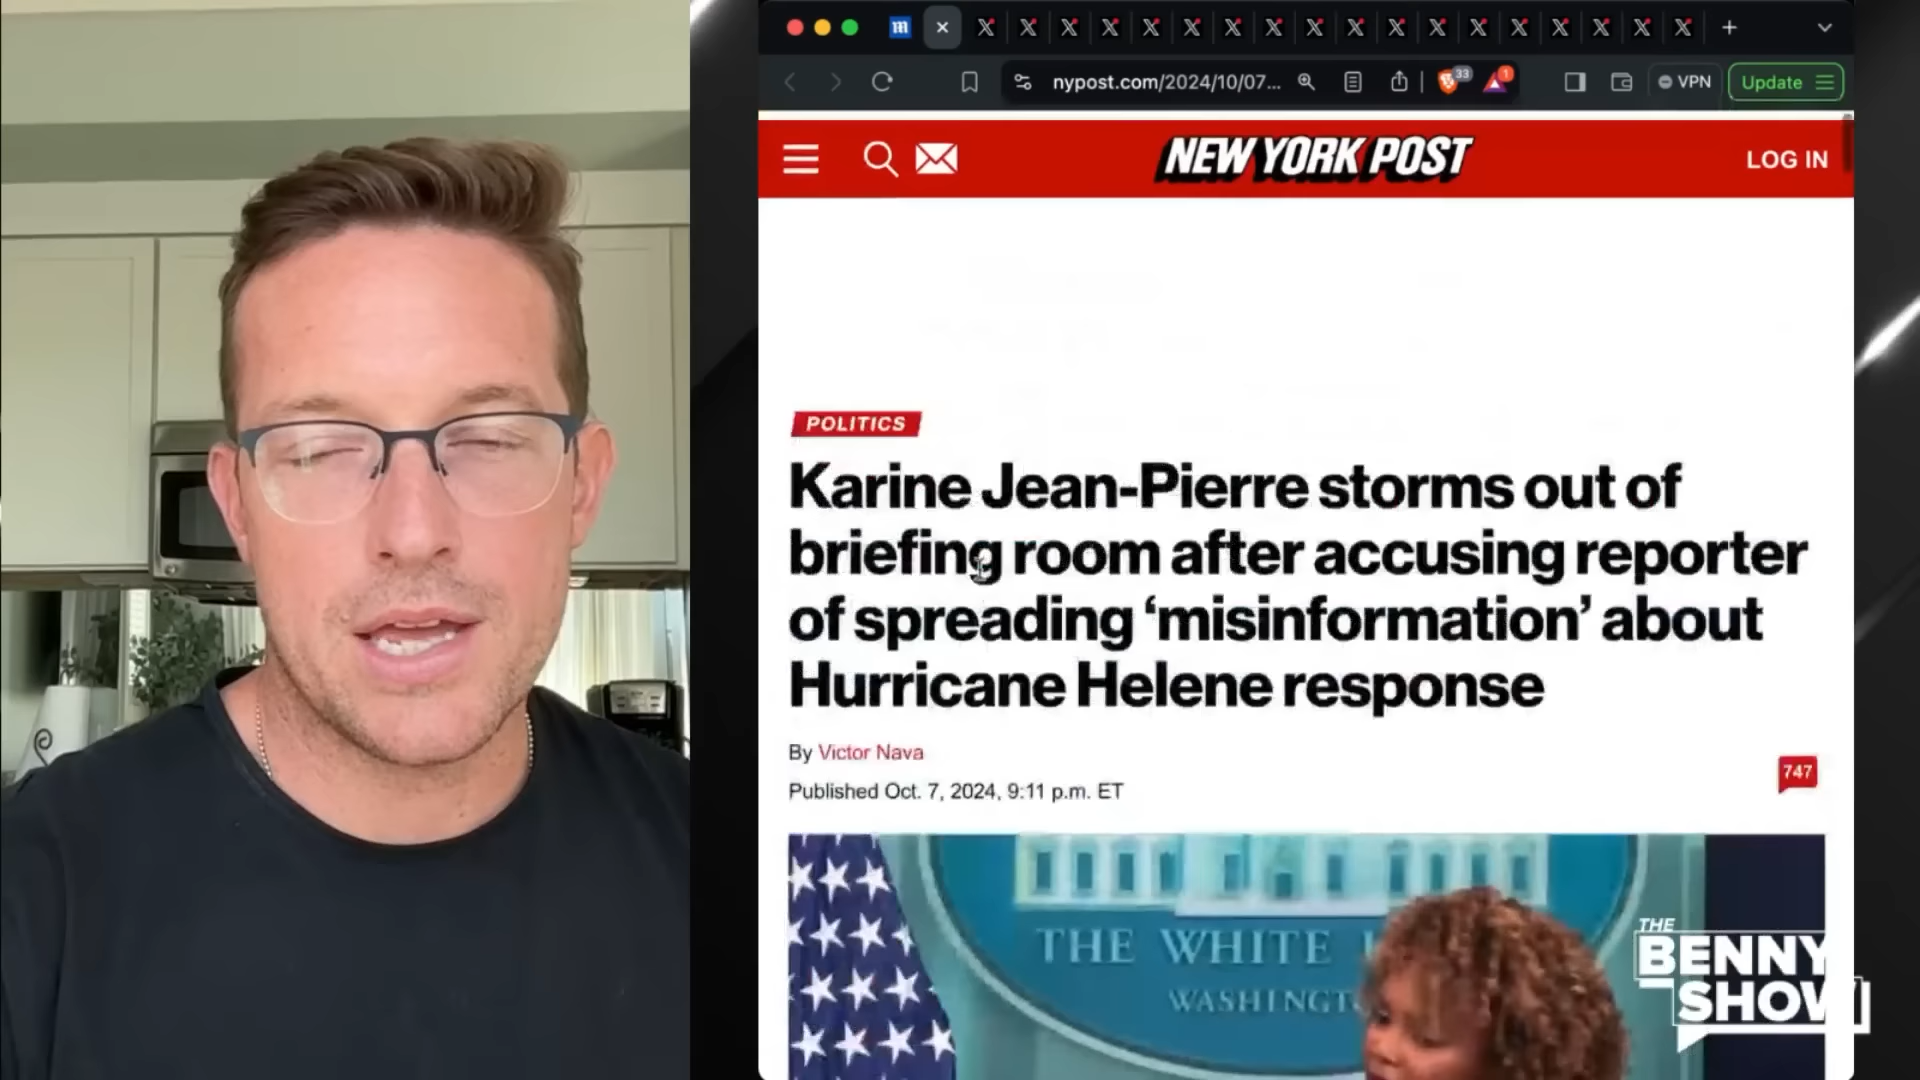 nypost.com/2024/10/07...
33
1
VPN
Update
NEW YORK POST
LOG IN
POLITICS
Karine Jean-Pierre storms out of
briefing room after accusing reporter
of spreading ‘misinformation’ about
Hurricane Helene response
By Victor Nava
747
Published Oct. 7, 2024, 9:11 p.m. ET
THE WHITE
WASHINGT
THE
BENNY
SHOW